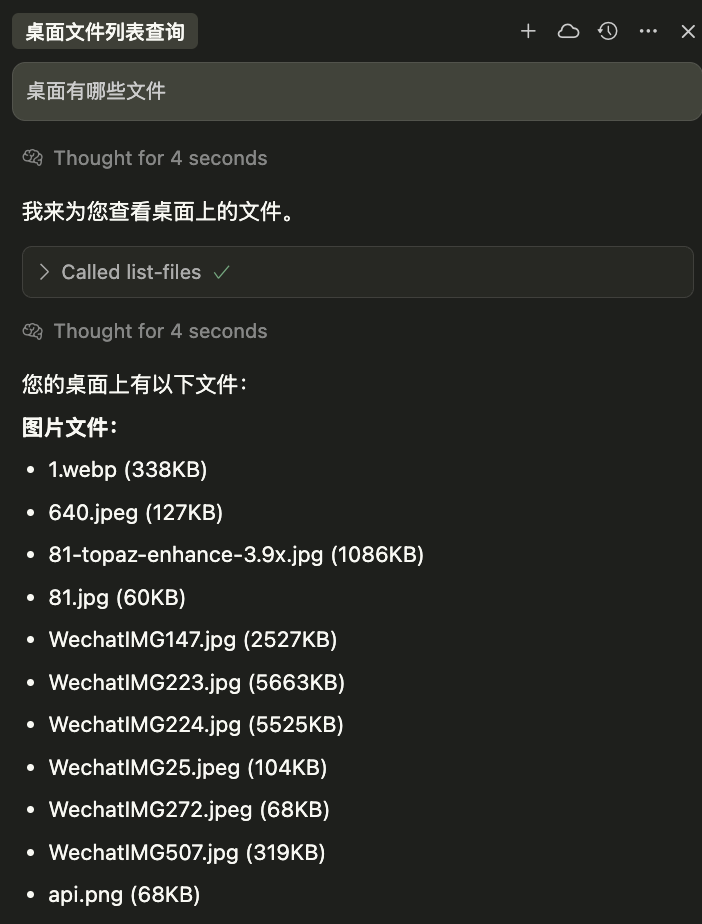 桌面文件列表查询
桌面有哪些文件
Thought for 4 seconds
我来为您查看桌面上的文件。
Called list-files
Thought for 4 seconds
您的桌面上有以下文件：
图片文件：
• 1.webp (338KB)
• 640.jpeg (127KB)
• 81-topaz-enhance-3.9x.jpg (1086KB)
• 81.jpg (60KB)
• WechatIMG147.jpg (2527KB)
• WechatIMG223.jpg (5663KB)
• WechatIMG224.jpg (5525KB)
• WechatIMG25.jpeg (104KB)
• WechatIMG272.jpeg (68KB)
• WechatIMG507.jpg (319KB)
• api.png (68KB)